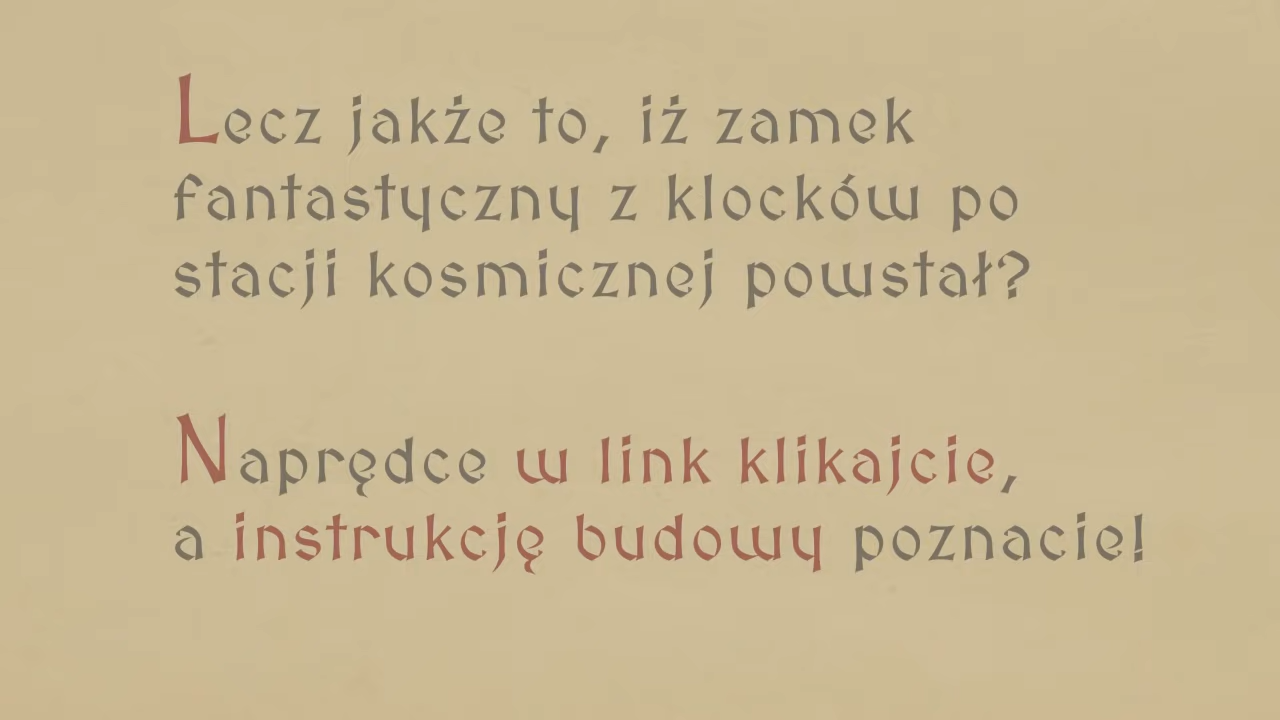 Lecz jakże to, iż zamek
fantastyczny z klocków po
stacji kosmicznej powstał?
Naprędce w link klikajcie,
a instrukcję budowy poznacie!